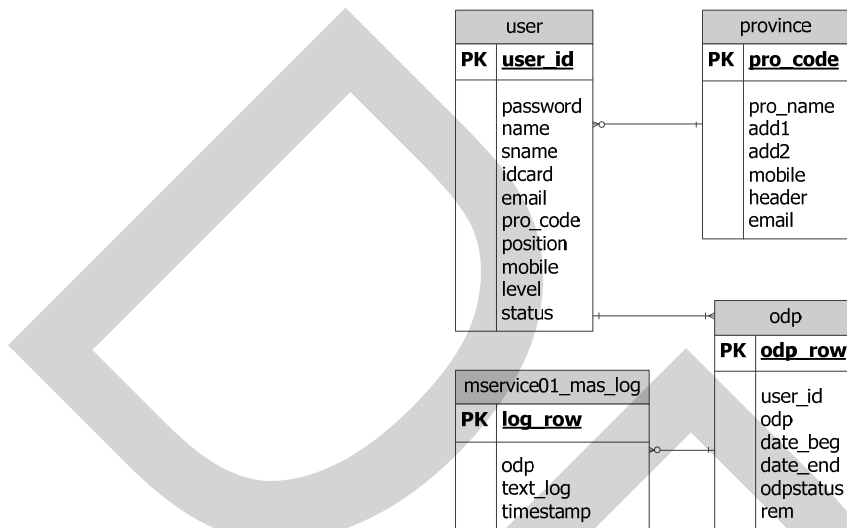 user
PK user_id
password
name
sname
idcard
email
pro_code
position
mobile
level
status
province
PK pro_code
pro_name
add1
add2
mobile
header
email
odp
PK odp_row
user_id
odp
date_beg
date_end
odpstatus
rem
mservice01_mas_log
PK log_row
odp
text_log
timestamp